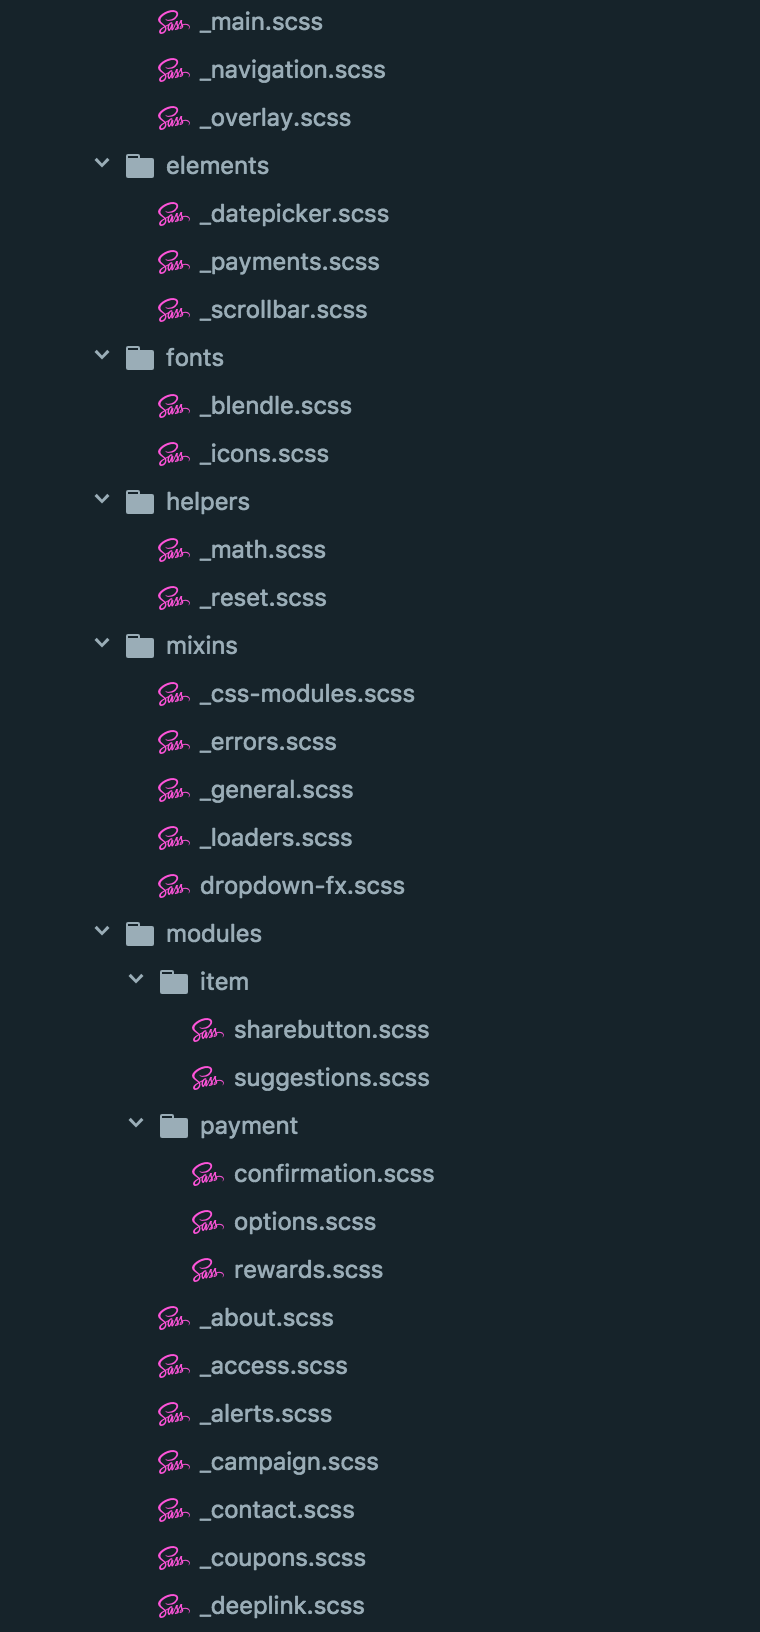 _main.scss
_navigation.scss
_overlay.scss
elements
_datepicker.scss
_payments.scss
_scrollbar.scss
fonts
_blendle.scss
_icons.scss
helpers
_math.scss
_reset.scss
mixins
_css-modules.scss
_errors.scss
_general.scss
_loaders.scss
dropdown-fx.scss
modules
item
sharebutton.scss
suggestions.scss
payment
confirmation.scss
options.scss
rewards.scss
_about.scss
_access.scss
_alerts.scss
_campaign.scss
_contact.scss
_coupons.scss
_deeplink.scss